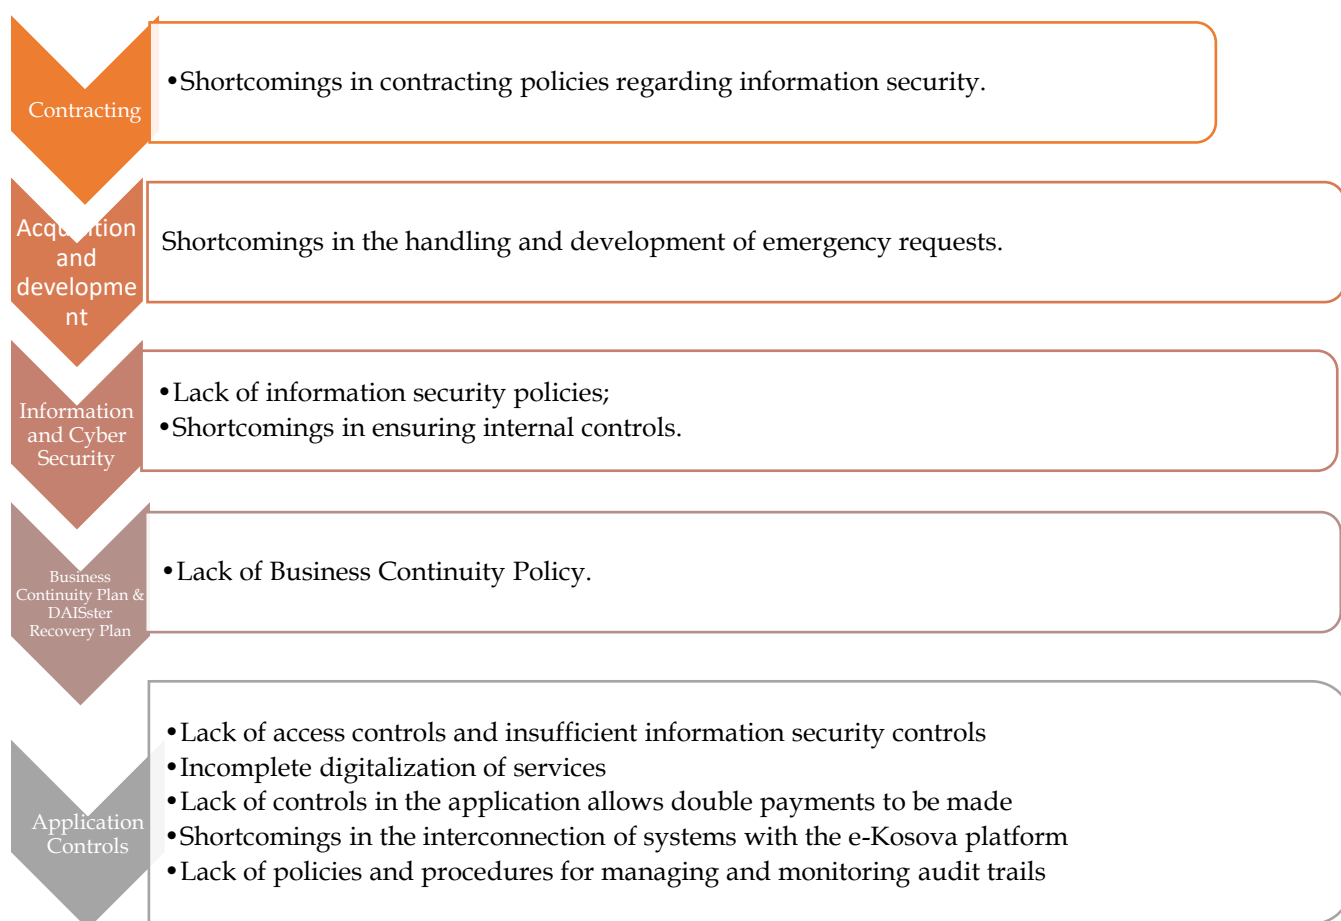 Contracting
•Shortcomings in contracting policies regarding information security.
Acquisition
and
developme
nt
Shortcomings in the handling and development of emergency requests.
Information
and Cyber
Security
•Lack of information security policies;
•Shortcomings in ensuring internal controls.
Business
Continuity Plan &
DAISster
Recovery Plan
•Lack of Business Continuity Policy.
Application
Controls
•Lack of access controls and insufficient information security controls
•Incomplete digitalization of services
•Lack of controls in the application allows double payments to be made
•Shortcomings in the interconnection of systems with the e-Kosova platform
•Lack of policies and procedures for managing and monitoring audit trails